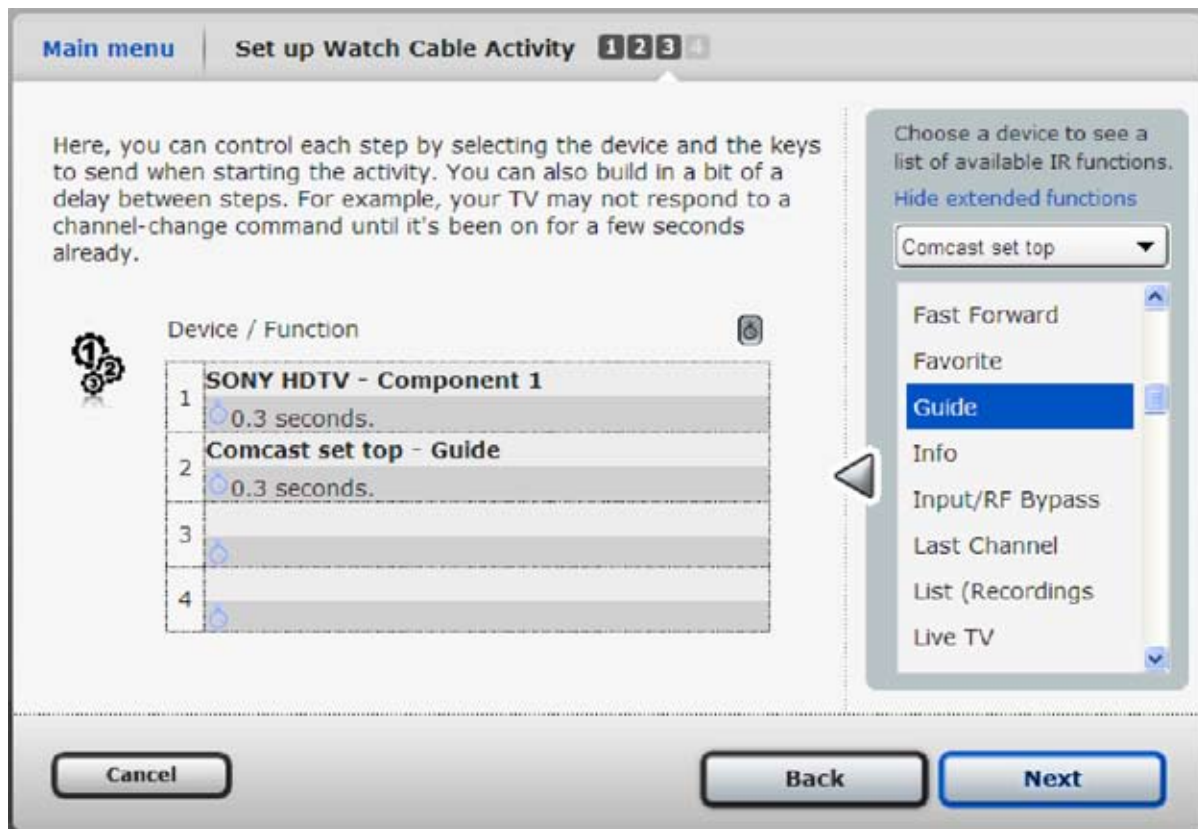 Main menu
Set up Watch Cable Activity 1 2 3 4
Here, you can control each step by selecting the device and the keys
to send when starting the activity. You can also build in a bit of a
delay between steps. For example, your TV may not respond to a
channel-change command until it's been on for a few seconds
already.
1 2 3
Device / Function
1
SONY HDTV - Component 1
0.3 seconds.
2
Comcast set top - Guide
0.3 seconds.
3
4
Choose a device to see a
list of available IR functions.
Hide extended functions
Comcast set top
Fast Forward
Favorite
Guide
Info
Input/RF Bypass
Last Channel
List (Recordings
Live TV
Cancel
Back
Next